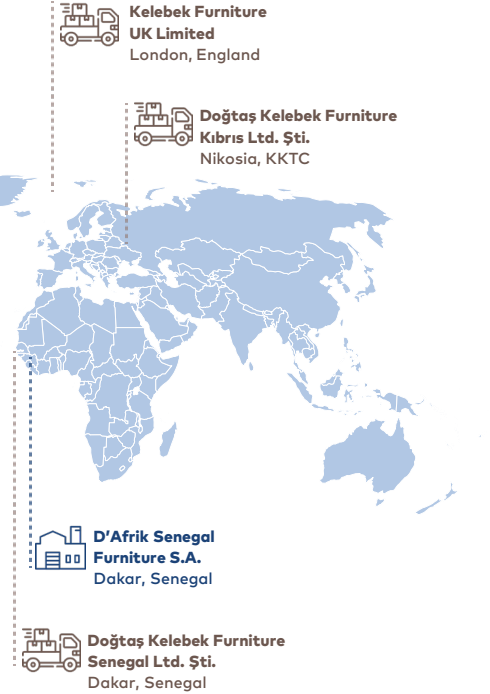 Kelebek Furniture
UK Limited
London, England
Doğtaş Kelebek Furniture
Kıbrıs Ltd. Şti.
Nikosia, KKTC
D'Afrik Senegal
Furniture S.A.
Dakar, Senegal
Doğtaş Kelebek Furniture
Senegal Ltd. Şti.
Dakar, Senegal